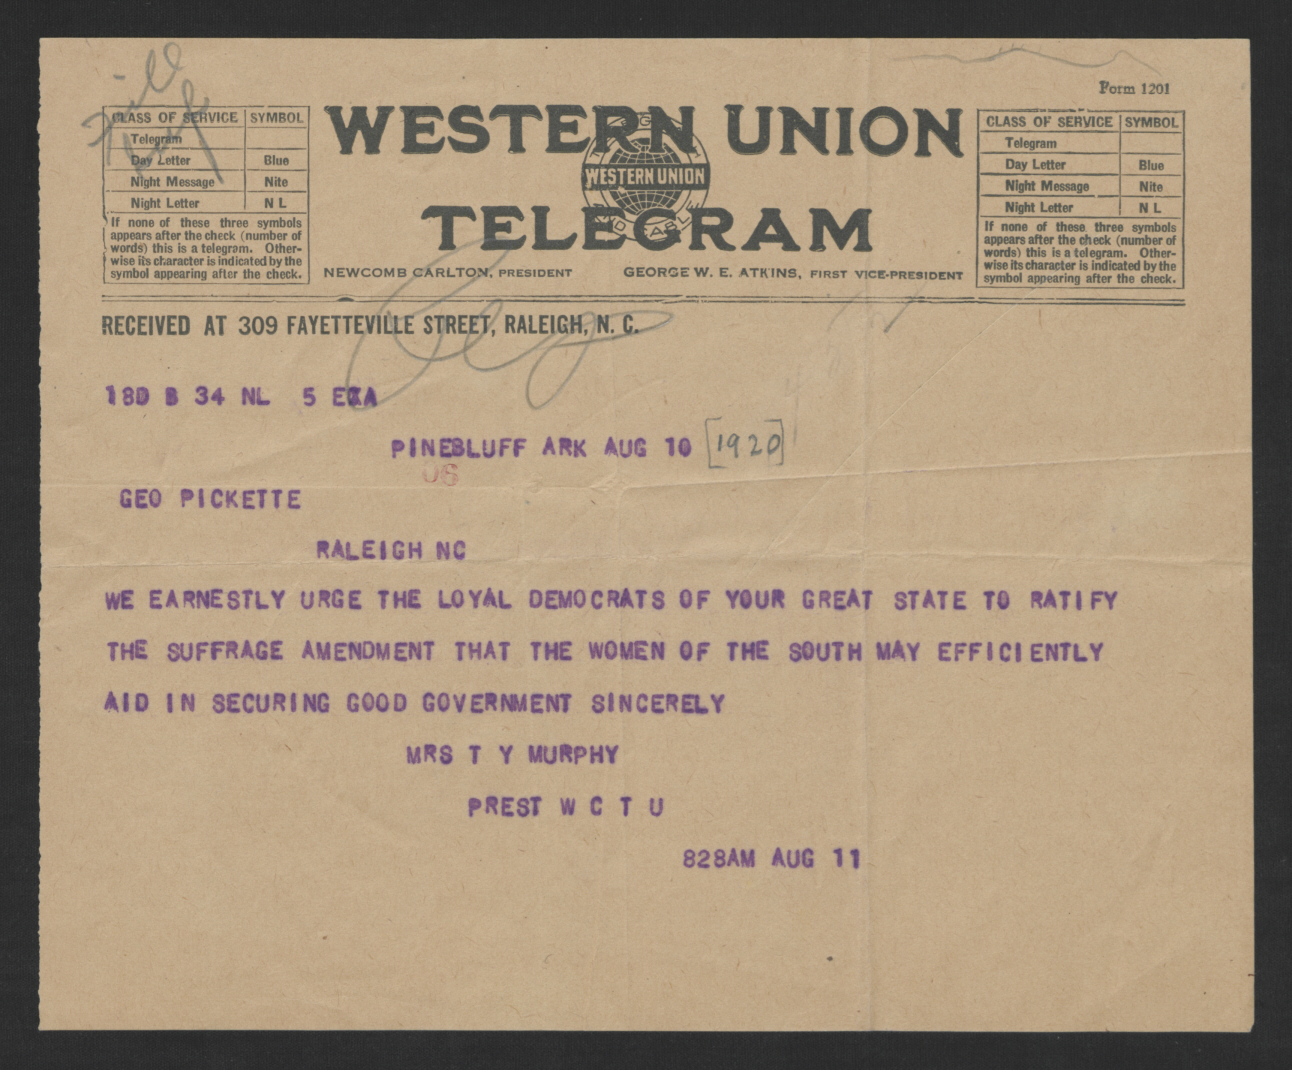 Form 1201
CLASS OF SERVICE SYMBOL
Telegram
Day Letter Blue
Night Message Nite
Night Letter N L
If none of these three symbols
appears after the check (number of
words) this is a telegram. Other-
wise its character is indicated by the
symbol appearing after the check.
WESTERN UNION
WESTERN UNION
TELEGRAM
NEWCOMB CARLTON, PRESIDENT GEORGE W. E. ATKINS, FIRST VICE-PRESIDENT
CLASS OF SERVICE SYMBOL
Telegram
Day Letter Blue
Night Message Nite
Night Letter N L
If none of these three symbols
appears after the check (number of
words) this is a telegram. Other-
wise its character is indicated by the
symbol appearing after the check.
RECEIVED AT 309 FAYETTEVILLE STREET, RALEIGH, N. C.
18D B 34 NL 5 EXA
PINEBLUFF ARK AUG 10 [1920]
06
GEO PICKETTE
RALEIGH NC
WE EARNESTLY URGE THE LOYAL DEMOCRATS OF YOUR GREAT STATE TO RATIFY
THE SUFFRAGE AMENDMENT THAT THE WOMEN OF THE SOUTH MAY EFFICIENTLY
AID IN SECURING GOOD GOVERNMENT SINCERELY
MRS T Y MURPHY
PREST W C T U
828AM AUG 11